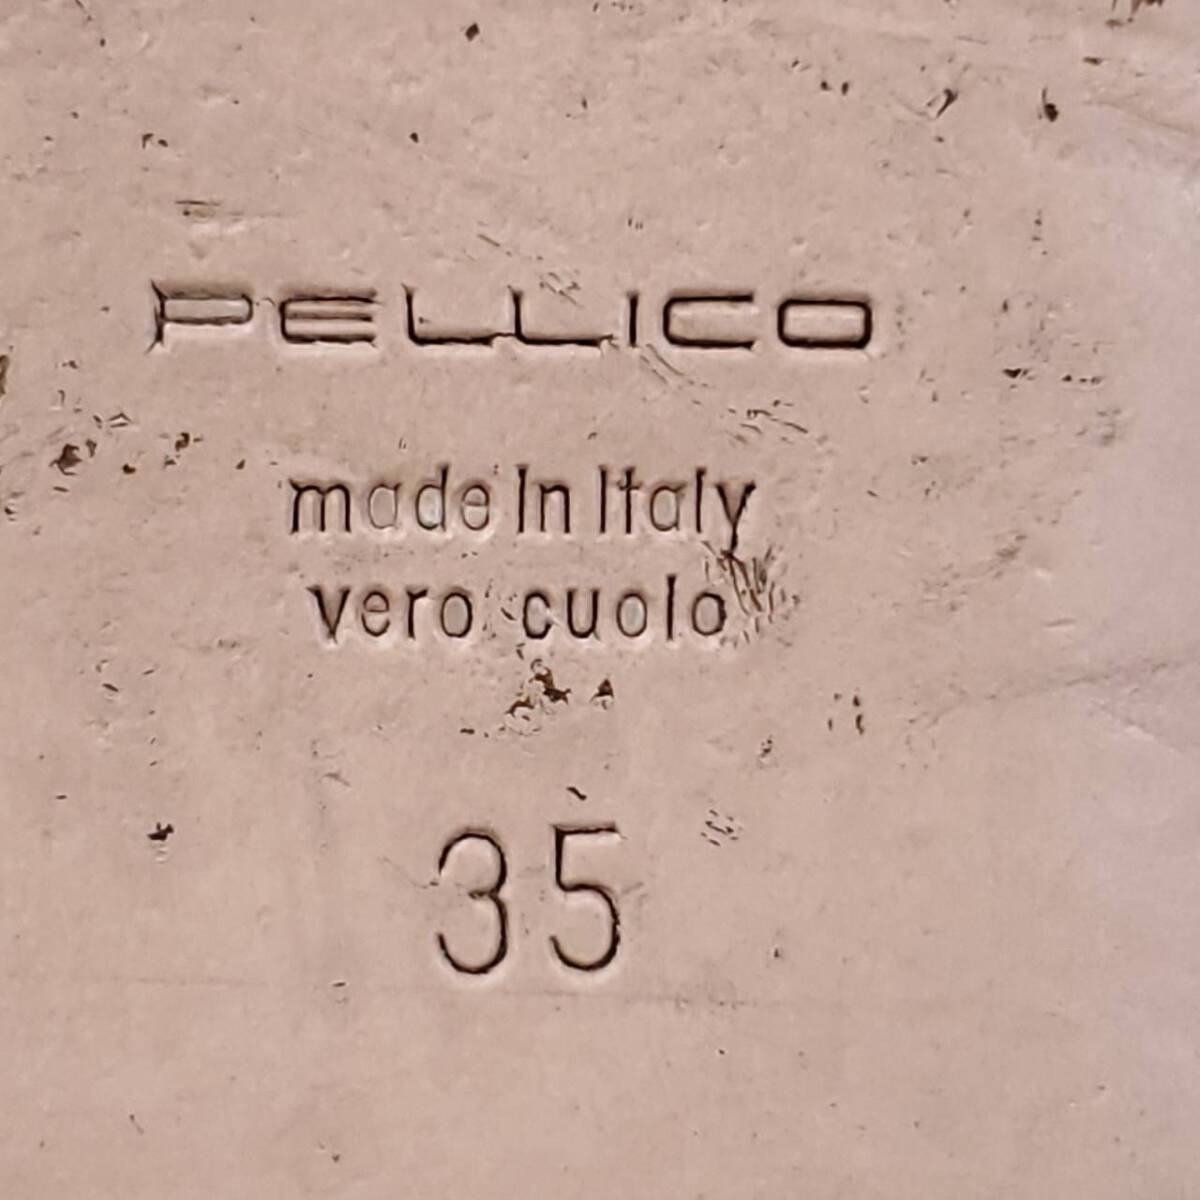 PELLICO
made In Italy
vero cuoIo
35